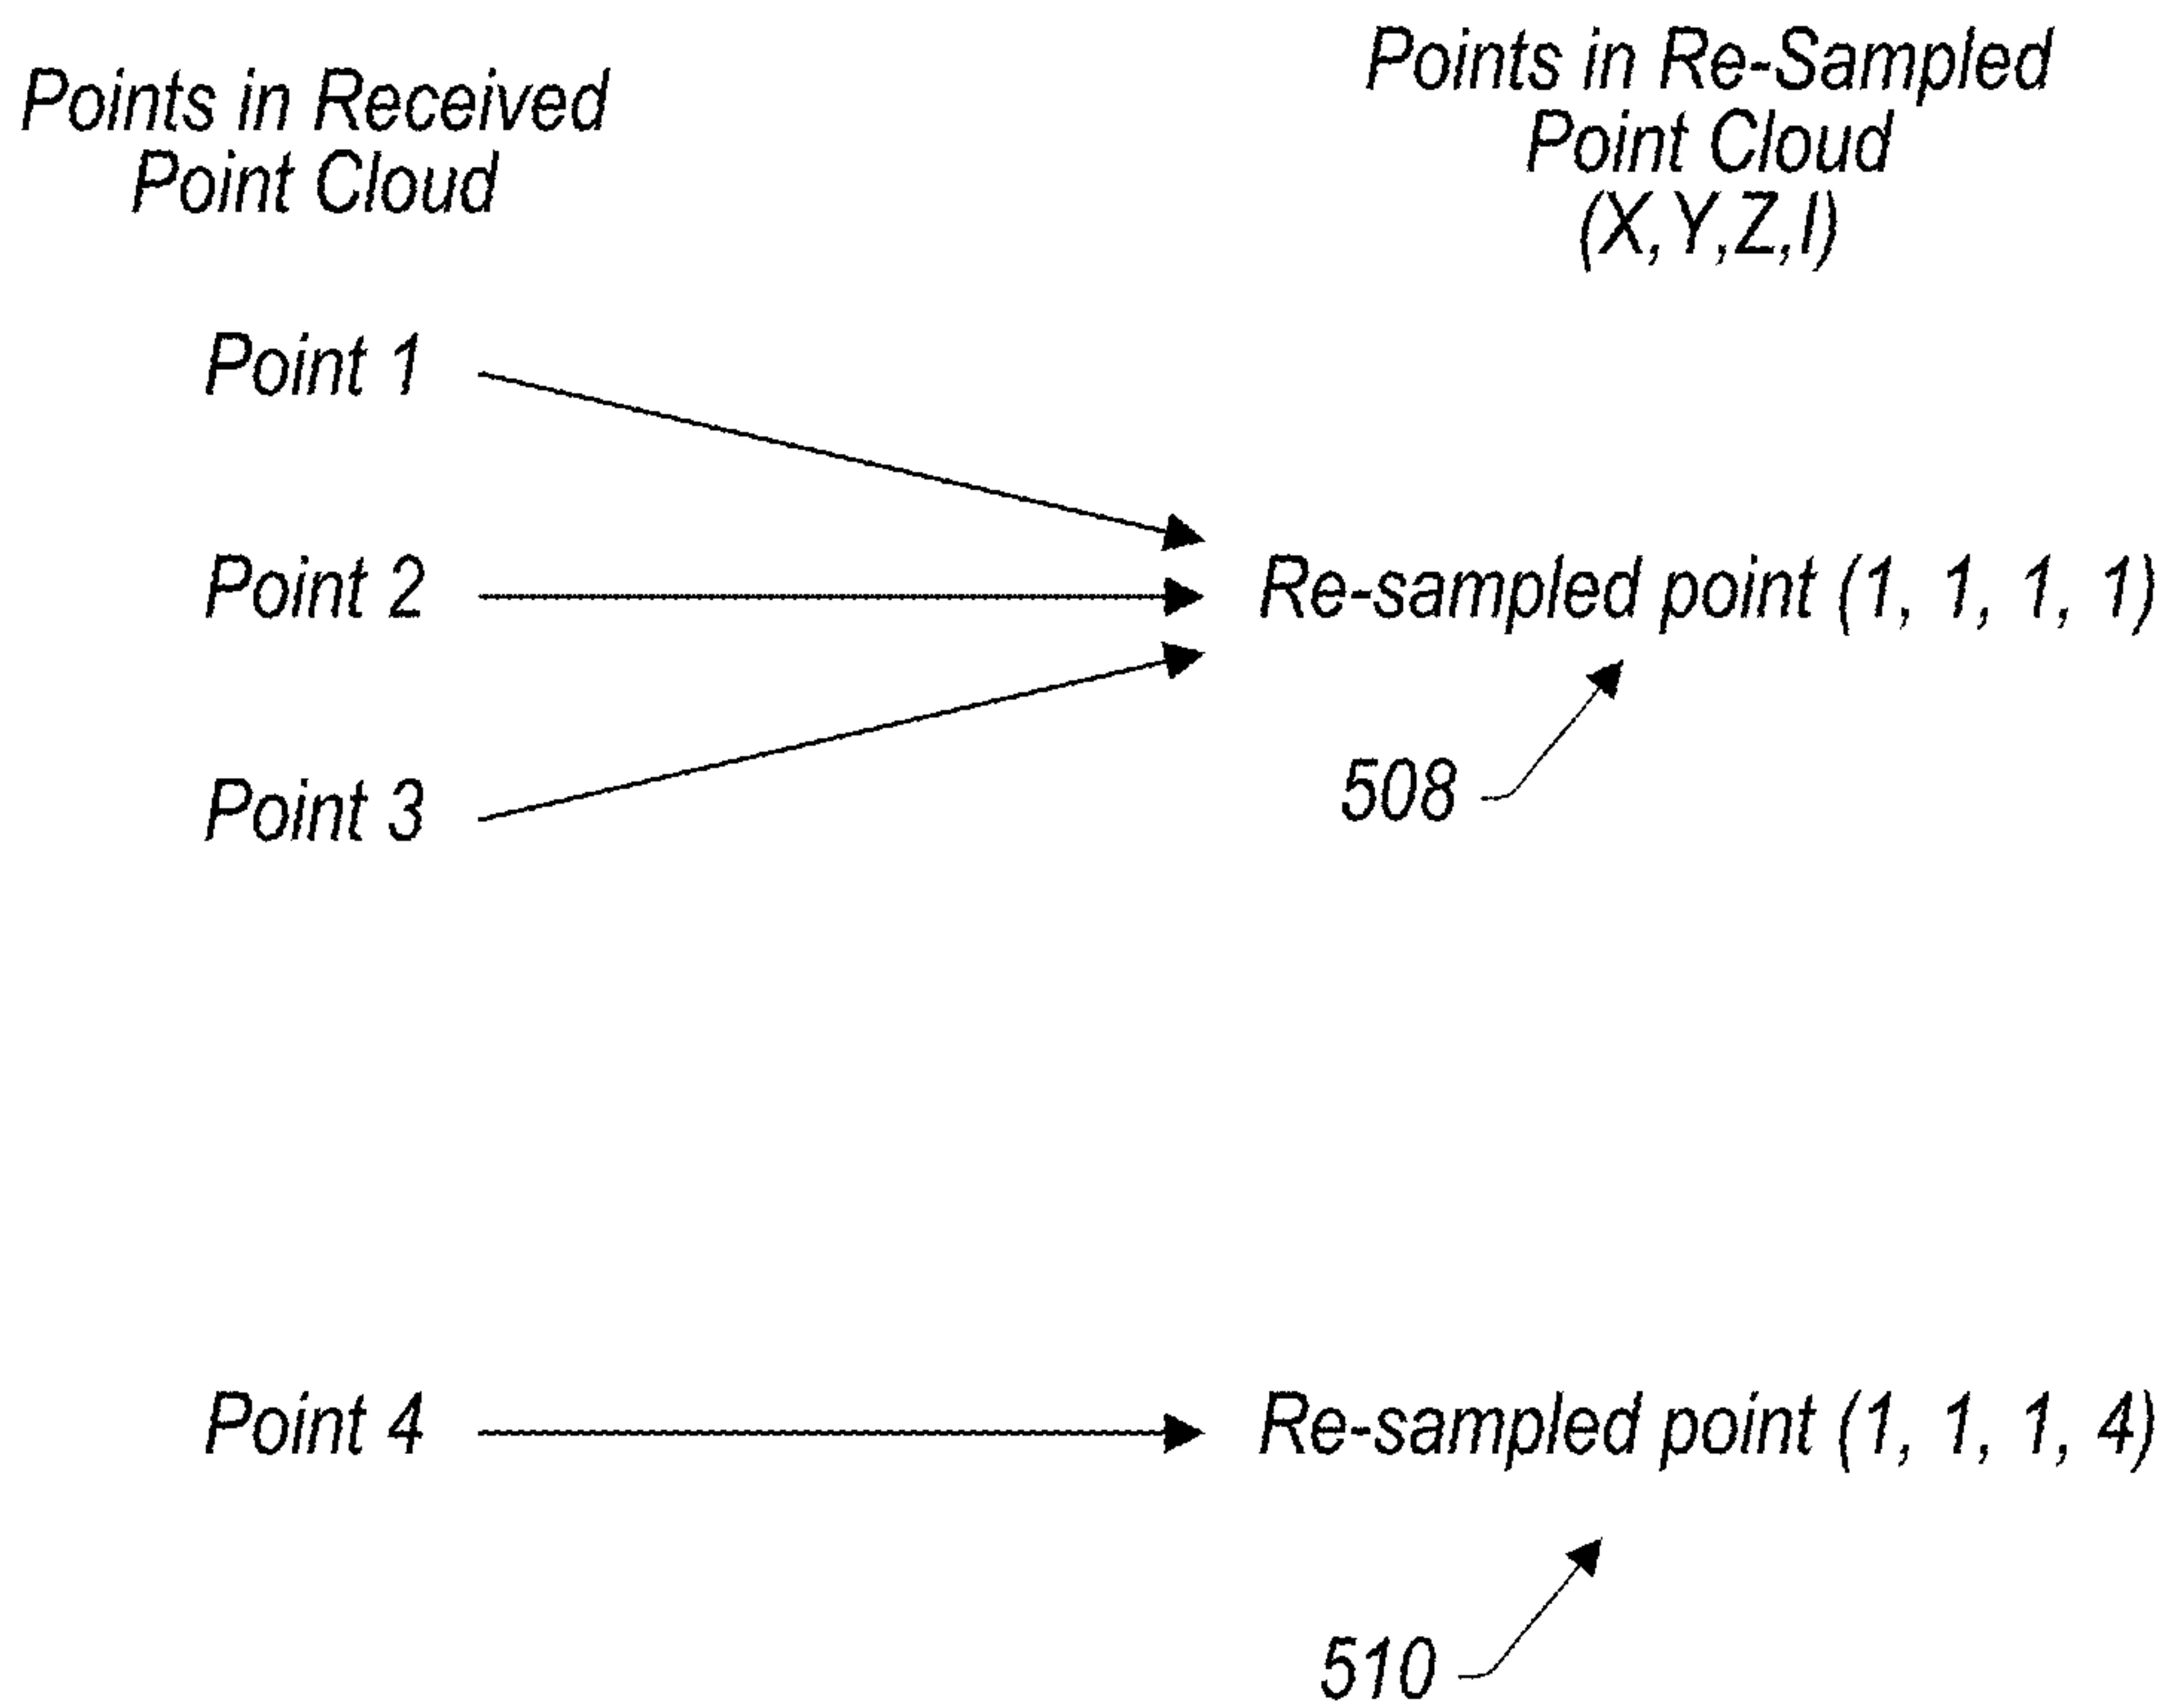 Points in Received
Point Cloud
Points in Re-Sampled
Point Cloud
(X,Y,Z,I)
Point 1
Point 2
Re-sampled point (1, 1, 1, 1)
Point 3
508
Point 4
Re-sampled point (1, 1, 1, 4)
510